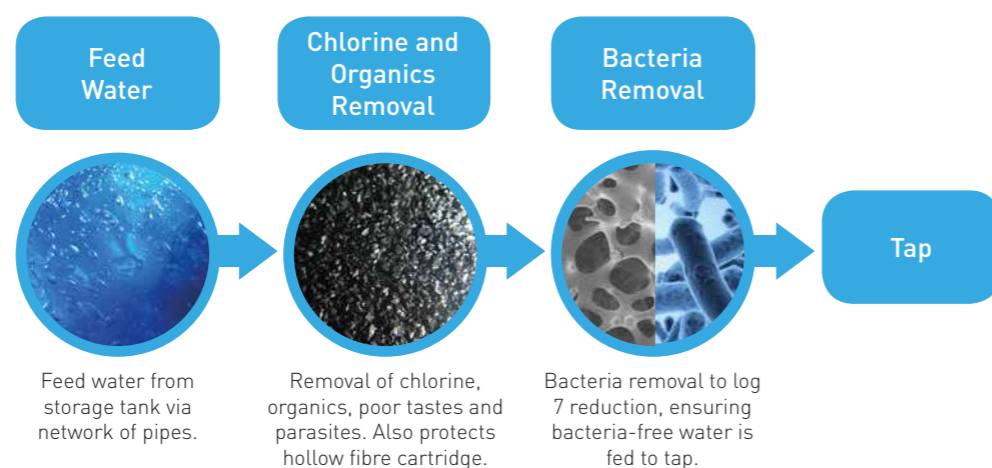 Feed
Water
Chlorine and
Organics
Removal
Bacteria
Removal
Tap
Feed water from
storage tank via
network of pipes.
Removal of chlorine,
organics, poor tastes and
parasites. Also protects
hollow fibre cartridge.
Bacteria removal to log
7 reduction, ensuring
bacteria-free water is
fed to tap.